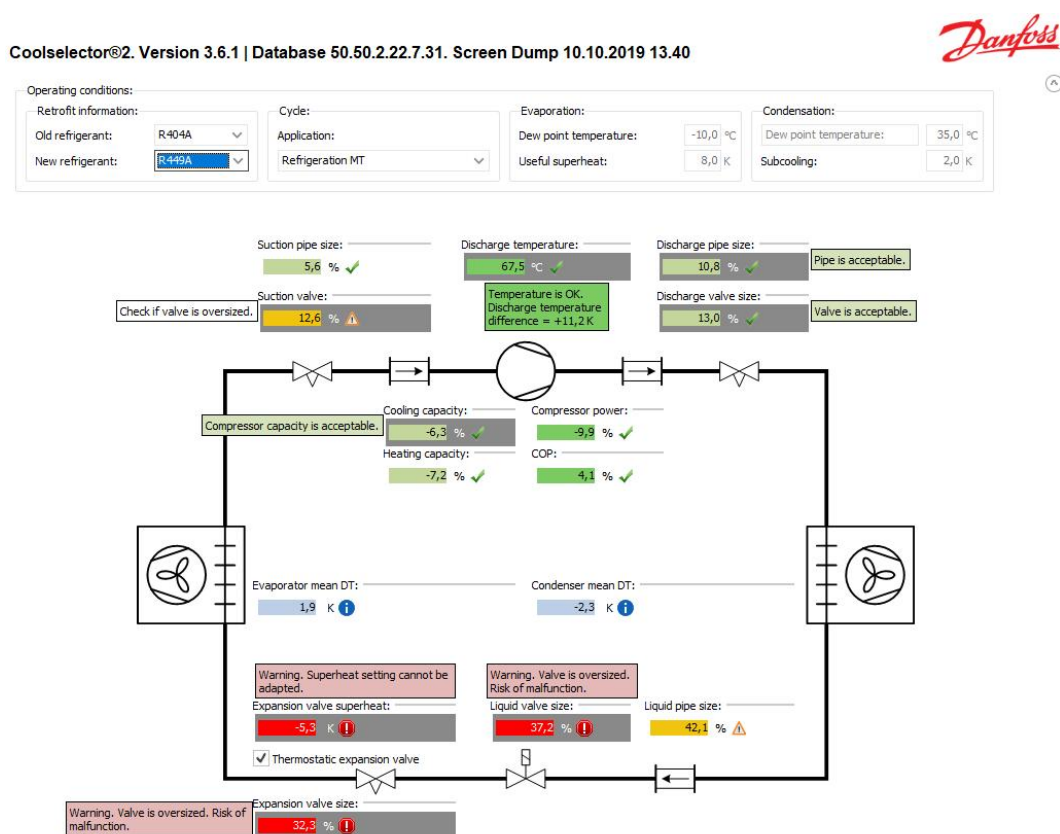 Danfoss
Coolselector®2. Version 3.6.1 | Database 50.50.2.22.7.31. Screen Dump 10.10.2019 13.40
Operating conditions:
Retrofit information:
Old refrigerant: R404A
New refrigerant: R449A
Cycle:
Application:
Refrigeration MT
Evaporation:
Dew point temperature: -10,0 °C
Useful superheat: 8,0 K
Condensation:
Dew point temperature: 35,0 °C
Subcooling: 2,0 K
Suction pipe size:
5,6 %
Discharge temperature:
67,5 °C
Discharge pipe size:
10,8 %
Pipe is acceptable.
Check if valve is oversized.
Suction valve:
12,6 %
Temperature is OK.
Discharge temperature
difference = +11,2 K
Discharge valve size:
13,0 %
Valve is acceptable.
Compressor capacity is acceptable.
Cooling capacity:
-6,3 %
Compressor power:
-9,9 %
Heating capacity:
-7,2 %
COP:
4,1 %
Evaporator mean DT:
1,9 K
Condenser mean DT:
-2,3 K
Warning. Superheat setting cannot be
adapted.
Expansion valve superheat:
-5,3 K
Warning. Valve is oversized.
Risk of malfunction.
Liquid valve size:
37,2 %
Liquid pipe size:
42,1 %
Thermostatic expansion valve
Warning. Valve is oversized. Risk of
malfunction.
Expansion valve size:
32,3 %